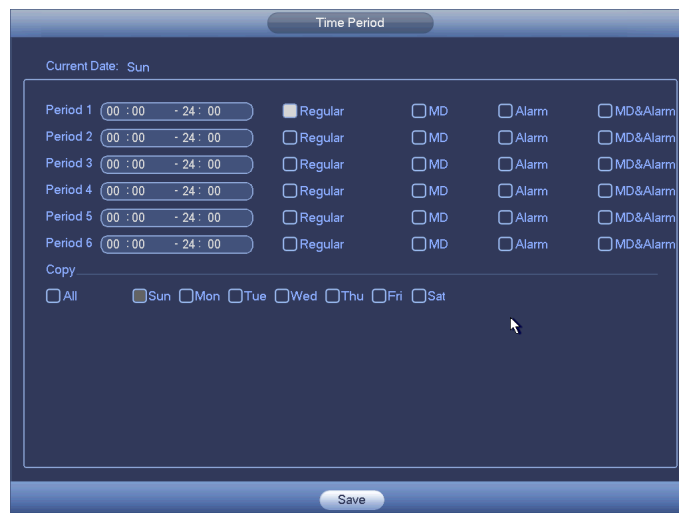 Time Period
Current Date: Sun
Period 1 00 : 00 - 24 : 00 Regular MD Alarm MD&Alarm
Period 2 00 : 00 - 24 : 00 Regular MD Alarm MD&Alarm
Period 3 00 : 00 - 24 : 00 Regular MD Alarm MD&Alarm
Period 4 00 : 00 - 24 : 00 Regular MD Alarm MD&Alarm
Period 5 00 : 00 - 24 : 00 Regular MD Alarm MD&Alarm
Period 6 00 : 00 - 24 : 00 Regular MD Alarm MD&Alarm
Copy
All Sun Mon Tue Wed Thu Fri Sat
Save